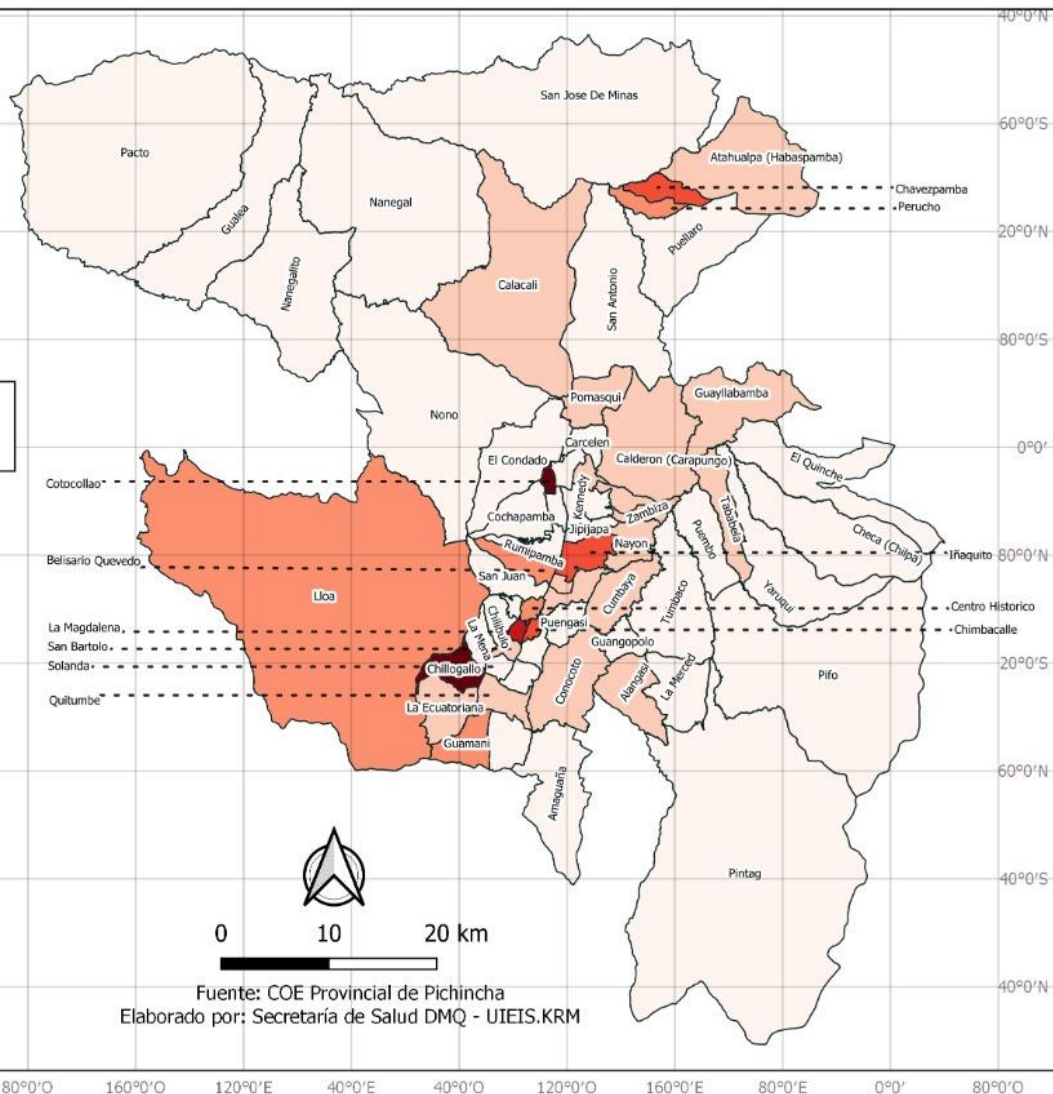 40°0'N
San Jose De Minas
60°0'S
Pacto
Atahualpa (Habaspamba)
Chavezpamba
Nanegal
Perucho
Gualea
20°0'N
Puellaro
Nanegalito
Calacali
San Antonio
80°0'S
Pomasqui
Guayllabamba
Nono
Carcelen
0°0'
El Condado
Calderon (Carapungo)
El Quinche
Cotocollao
Kennedy
Tababela
Zambiza
Cochapamba
Jipijapa
Puembo
Checa (Chilpa)
Nayon
Rumipamba
80°0'N
Iñaquito
Belisario Quevedo
San Juan
Cumbaya
Yaruqui
Lloa
Tumbaco
Centro Historico
Chilibulo
Puengasi
La Magdalena
Chimbacalle
La Mena
Guangopolo
San Bartolo
Solanda
20°0'S
Chillogallo
Conocoto
Alangasi
La Merced
Pifo
Quitumbe
La Ecuatoriana
Guamani
60°0'N
Amaguaña
Pintag
40°0'S
0 10 20 km
Fuente: COE Provincial de Pichincha
40°0'N
Elaborado por: Secretaría de Salud DMQ - UIEIS.KRM
80°0'O 160°0'O 120°0'E 40°0'E 40°0'E 120°0'O 160°0'E 80°0'E 0°0' 80°0'O